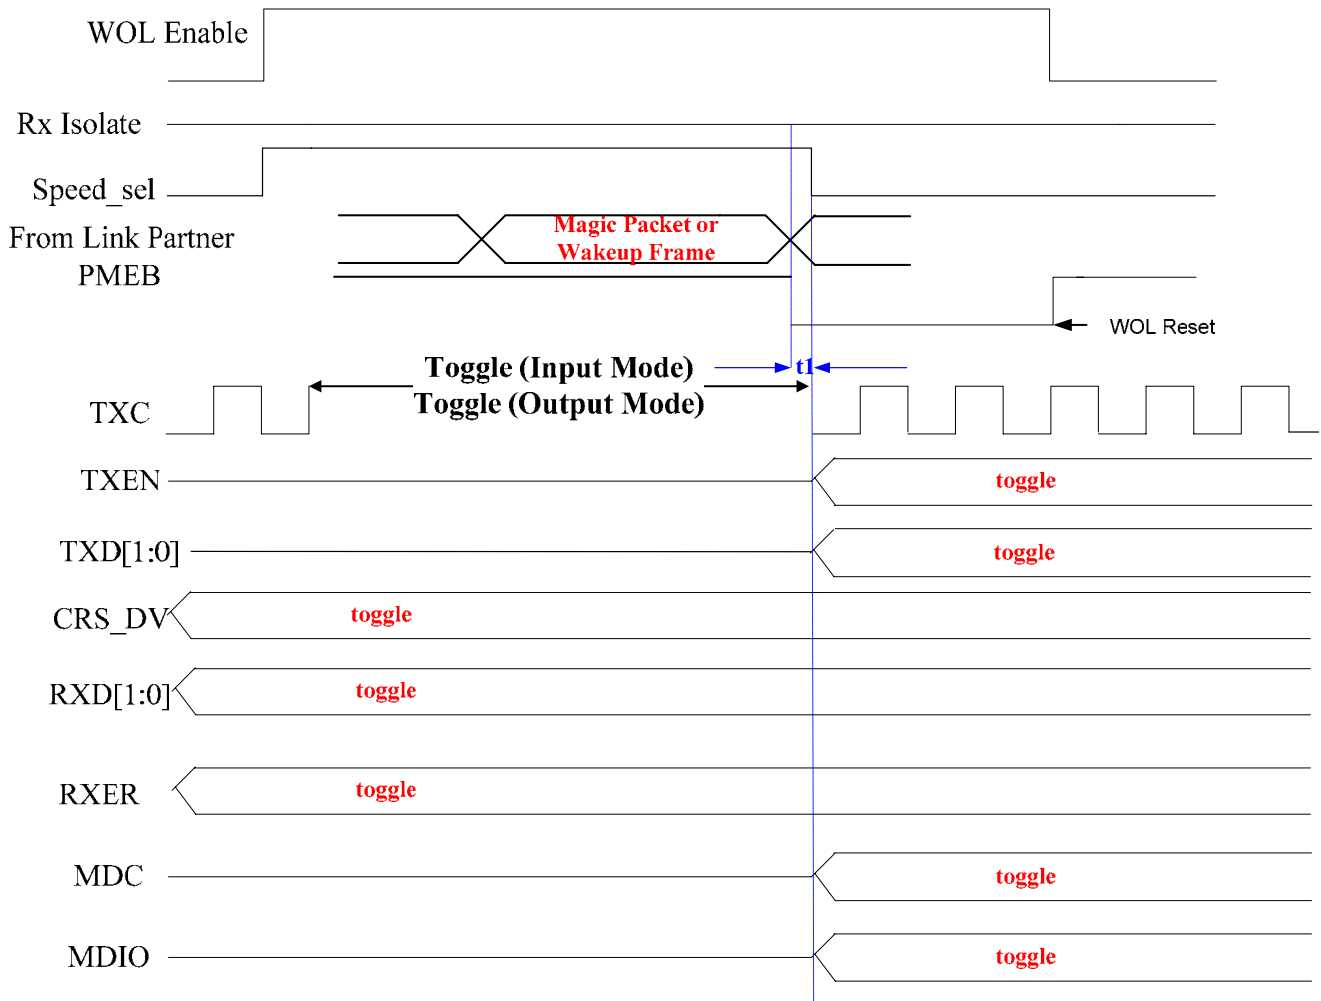 WOL Enable
Rx Isolate
Speed_sel
From Link Partner
Magic Packet or
Wakeup Frame
PMEB
WOL Reset
Toggle (Input Mode)
t1
Toggle (Output Mode)
TXC
TXEN
toggle
TXD[1:0]
toggle
CRS_DV
toggle
RXD[1:0]
toggle
RXER
toggle
MDC
toggle
MDIO
toggle